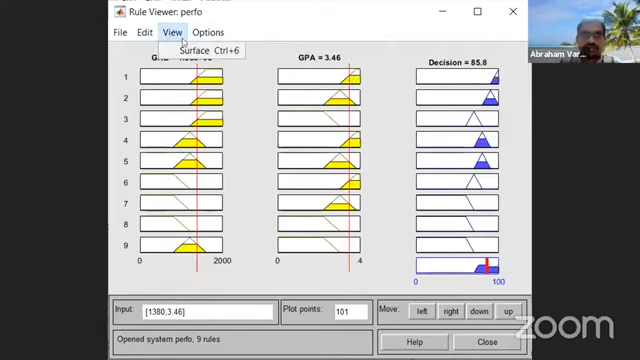 Rule Viewer: perfo
File Edit View Options
Surface Ctrl+6
GPA = 3.46
Decision = 85.8
1
2
3
4
5
6
7
8
9
0 2000
0 4
0 100
Input: [1380;3.46] Plot points: 101 Move: left right down up
Opened system perfo, 9 rules Help Close
Abraham Var...
zoom